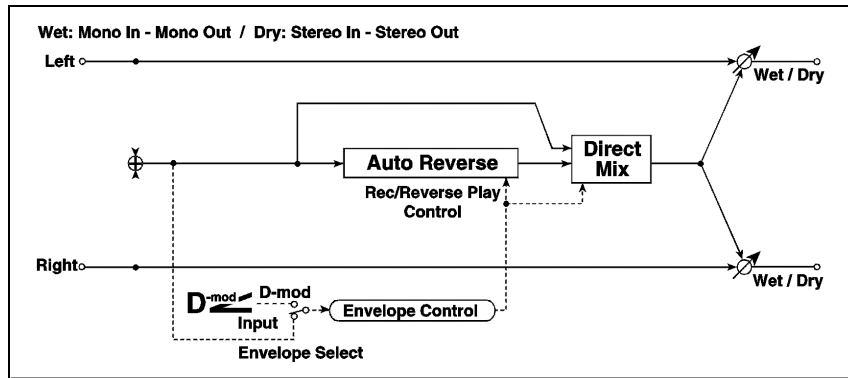 Wet: Mono In - Mono Out / Dry: Stereo In - Stereo Out
Left
Wet / Dry
Auto Reverse
Direct
Mix
Rec/Reverse Play
Control
Right
Wet / Dry
D-mod
D-mod
Input
Envelope Control
Envelope Select